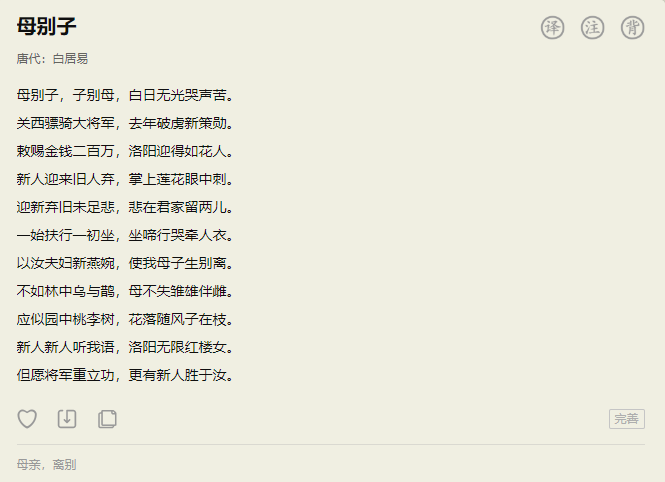 母别子
译 注 背
唐代：白居易
母别子，子别母，白日无光哭声苦。
关西骠骑大将军，去年破虏新策勋。
敕赐金钱二百万，洛阳迎得如花人。
新人迎来旧人弃，掌上莲花眼中刺。
迎新弃旧未足悲，悲在君家留两儿。
一始扶行一初坐，坐啼行哭牵人衣。
以汝夫妇新燕婉，使我母子生别离。
不如林中乌与鹊，母不失雏雄伴雌。
应似园中桃李树，花落随风子在枝。
新人新人听我语，洛阳无限红楼女。
但愿将军重立功，更有新人胜于汝。
完善
母亲，离别